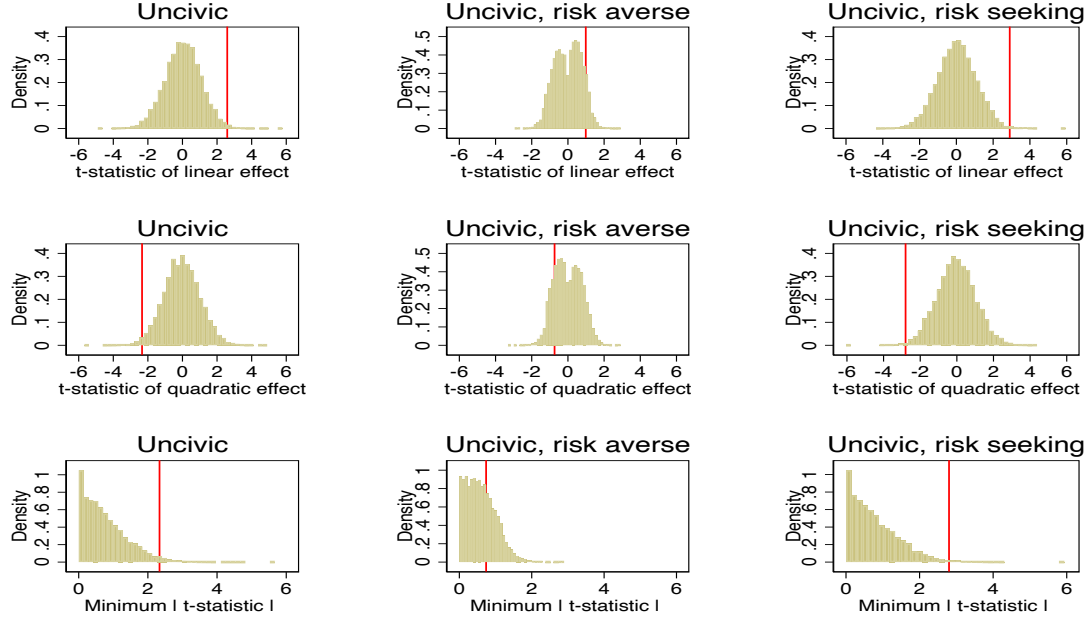 Uncivic
Density
0 .1 .2 .3 .4
-6 -4 -2 0 2 4 6
t-statistic of linear effect
Uncivic, risk averse
Density
0 .1 .2 .3 .4 .5
-6 -4 -2 0 2 4 6
t-statistic of linear effect
Uncivic, risk seeking
Density
0 .1 .2 .3 .4
-6 -4 -2 0 2 4 6
t-statistic of linear effect
Uncivic
Density
0 .1 .2 .3 .4
-6 -4 -2 0 2 4 6
t-statistic of quadratic effect
Uncivic, risk averse
Density
0 .1 .2 .3 .4 .5
-6 -4 -2 0 2 4 6
t-statistic of quadratic effect
Uncivic, risk seeking
Density
0 .1 .2 .3 .4
-6 -4 -2 0 2 4 6
t-statistic of quadratic effect
Uncivic
Density
0 .2 .4 .6 .8 1
0 2 4 6
Minimum | t-statistic |
Uncivic, risk averse
Density
0 .2 .4 .6 .8 1
0 2 4 6
Minimum | t-statistic |
Uncivic, risk seeking
Density
0 .2 .4 .6 .8 1
0 2 4 6
Minimum | t-statistic |